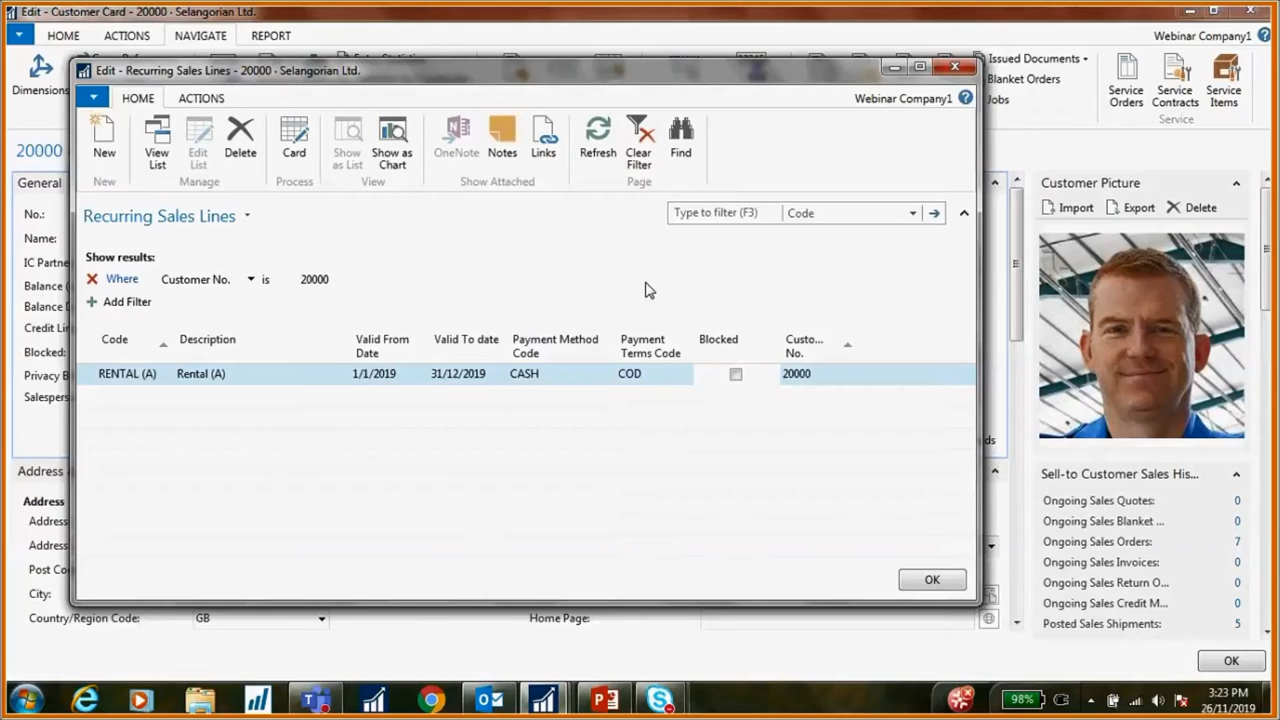 Edit - Customer Card - 20000 · Selangorian Ltd.
HOME ACTIONS NAVIGATE REPORT Webinar Company1
Issued Documents
Blanket Orders
Jobs
Dimensions
Service Orders
Service Contracts
Service Items
Service
20000
General
No.:
Name:
IC Partne
Balance (
Balance D
Credit Lin
Blocked:
Privacy B
Salespers
ds
Address
Address
Address
Address
Post Co
City:
Country/Region Code: GB Home Page:
Edit - Recurring Sales Lines - 20000 · Selangorian Ltd.
HOME ACTIONS Webinar Company1
New
View List
Edit List
Delete
Card
Show as List
Show as Chart
OneNote
Notes
Links
Refresh
Clear Filter
Find
New Manage Process View Show Attached Page
Recurring Sales Lines
Type to filter (F3) Code
Show results:
Where Customer No. is 20000
Add Filter
Code Description Valid From Date Valid To date Payment Method Code Payment Terms Code Blocked Custo... No.
RENTAL (A) Rental (A) 1/1/2019 31/12/2019 CASH COD 20000
OK
Customer Picture
Import Export Delete
Sell-to Customer Sales His...
Ongoing Sales Quotes: 0
Ongoing Sales Blanket ... 0
Ongoing Sales Orders: 7
Ongoing Sales Invoices: 0
Ongoing Sales Return O... 0
Ongoing Sales Credit M... 0
Posted Sales Shipments: 5
OK
98%
3:23 PM
26/11/2019